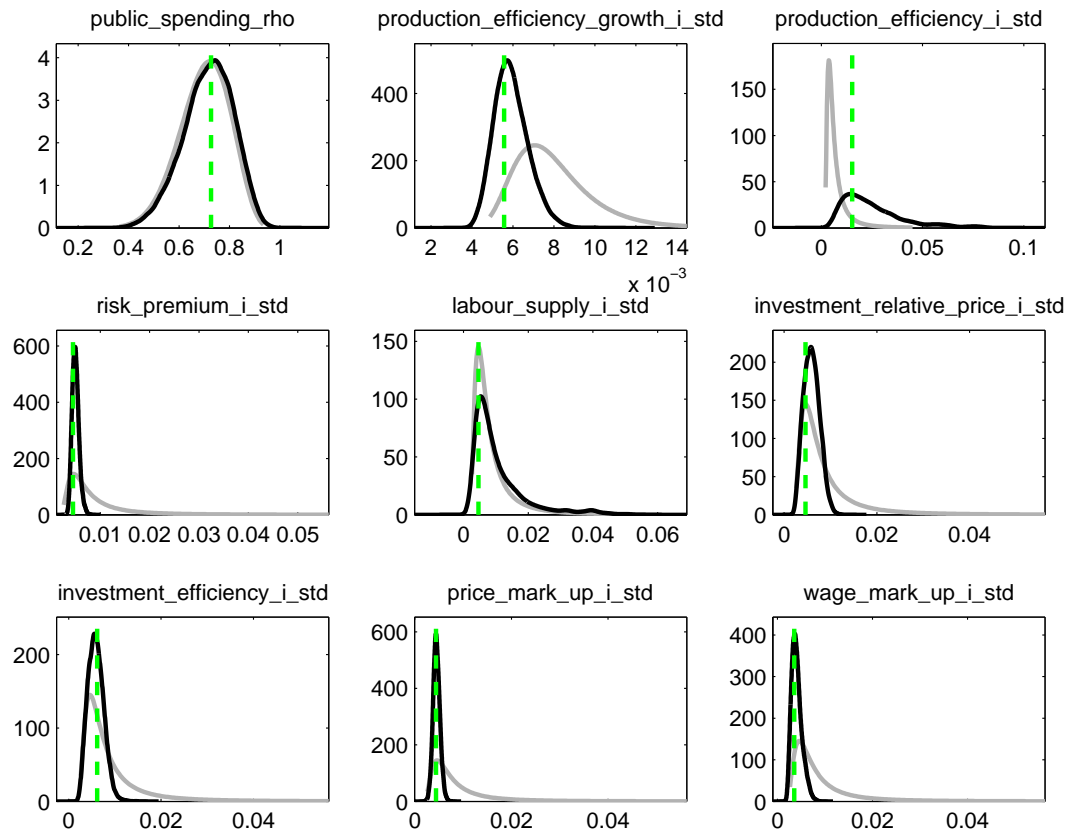 public_spending_rho
4
3
2
1
0
0.2 0.4 0.6 0.8 1
production_efficiency_growth_i_std
400
200
0
2 4 6 8 10 12 14
x 10−3
production_efficiency_i_std
150
100
50
0
0 0.05 0.1
risk_premium_i_std
600
400
200
0
0.01 0.02 0.03 0.04 0.05
labour_supply_i_std
150
100
50
0
0 0.02 0.04 0.06
investment_relative_price_i_std
200
150
100
50
0
0 0.02 0.04
investment_efficiency_i_std
200
100
0
0 0.02 0.04
price_mark_up_i_std
600
400
200
0
0 0.02 0.04
wage_mark_up_i_std
400
300
200
100
0
0 0.02 0.04